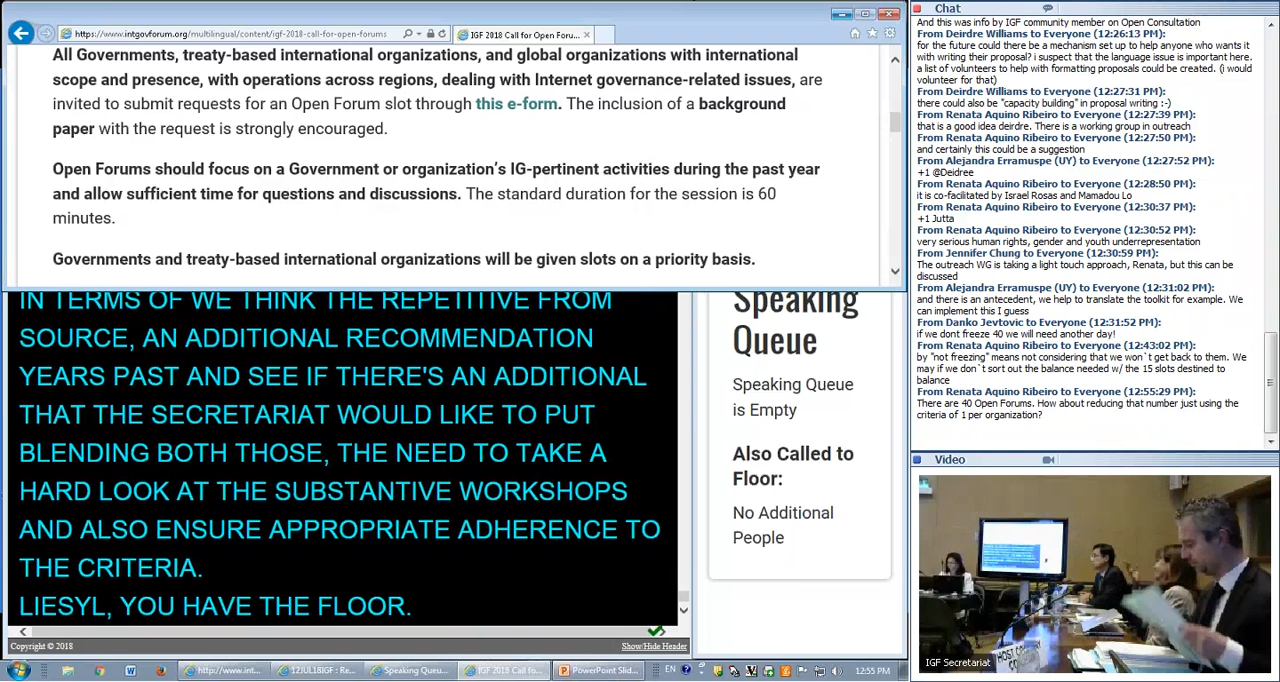 https://www.intgovforum.org/multilingual/content/igf-2018-call-for-open-forums
IGF 2018 Call for Open Foru...
All Governments, treaty-based international organizations, and global organizations with international
scope and presence, with operations across regions, dealing with Internet governance-related issues, are
invited to submit requests for an Open Forum slot through this e-form. The inclusion of a background
paper with the request is strongly encouraged.
Open Forums should focus on a Government or organization's IG-pertinent activities during the past year
and allow sufficient time for questions and discussions. The standard duration for the session is 60
minutes.
Governments and treaty-based international organizations will be given slots on a priority basis.
IN TERMS OF WE THINK THE REPETITIVE FROM
SOURCE, AN ADDITIONAL RECOMMENDATION
YEARS PAST AND SEE IF THERE'S AN ADDITIONAL
THAT THE SECRETARIAT WOULD LIKE TO PUT
BLENDING BOTH THOSE, THE NEED TO TAKE A
HARD LOOK AT THE SUBSTANTIVE WORKSHOPS
AND ALSO ENSURE APPROPRIATE ADHERENCE TO
THE CRITERIA.
LIESYL, YOU HAVE THE FLOOR.
Copyright © 2018
Show/Hide Header
Speaking
Queue
Speaking Queue
is Empty
Also Called to
Floor:
No Additional
People
Chat
And this was info by IGF community member on Open Consultation
From Deirdre Williams to Everyone (12:26:13 PM):
for the future could there be a mechanism set up to help anyone who wants it
with writing their proposal? i suspect that the language issue is important here.
a list of volunteers to help with formatting proposals could be created. (i would
volunteer for that)
From Deirdre Williams to Everyone (12:27:31 PM):
there could also be "capacity building" in proposal writing :-)
From Renata Aquino Ribeiro to Everyone (12:27:39 PM):
that is a good idea deirdre. There is a working group in outreach
From Renata Aquino Ribeiro to Everyone (12:27:50 PM):
and certainly this could be a suggestion
From Alejandra Erramuspe (UY) to Everyone (12:27:52 PM):
+1 @Deidree
From Renata Aquino Ribeiro to Everyone (12:28:50 PM):
it is co-facilitated by Israel Rosas and Mamadou Lo
From Renata Aquino Ribeiro to Everyone (12:30:37 PM):
+1 Jutta
From Renata Aquino Ribeiro to Everyone (12:30:52 PM):
very serious human rights, gender and youth underrepresentation
From Jennifer Chung to Everyone (12:30:59 PM):
The outreach WG is taking a light touch approach, Renata, but this can be
discussed
From Alejandra Erramuspe (UY) to Everyone (12:31:02 PM):
and there is an antecedent, we help to translate the toolkit for example. We
can implement this I guess
From Danko Jevtovic to Everyone (12:31:52 PM):
if we dont freeze 40 we will need another day!
From Renata Aquino Ribeiro to Everyone (12:43:02 PM):
by "not freezing" means not considering that we won`t get back to them. We
may if we don`t sort out the balance needed w/ the 15 slots destined to
balance
From Renata Aquino Ribeiro to Everyone (12:55:29 PM):
There are 40 Open Forums. How about reducing that number just using the
criteria of 1 per organization?
Video
HOST COUNTRY
IGF Secretariat
http://www.int...
12JUL18IGF : Re...
Speaking Queu...
IGF 2018 Call fo...
PowerPoint Slid...
EN
12:55 PM